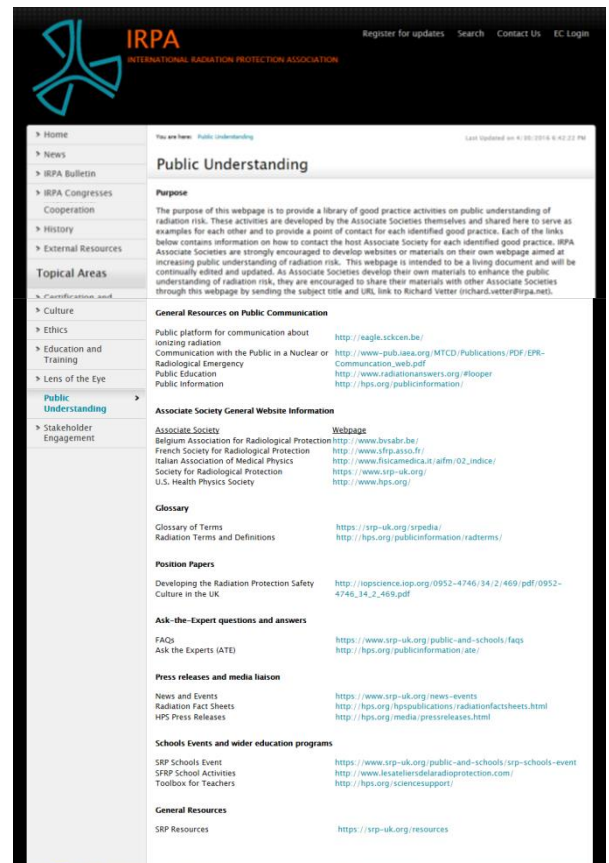 IRPA
INTERNATIONAL RADIATION PROTECTION ASSOCIATION
Register for updates Search Contact Us EC Login
Home
News
IRPA Bulletin
IRPA Congresses
Cooperation
History
External Resources
Topical Areas
Certification and
Culture
Ethics
Education and
Training
Lens of the Eye
Public
Understanding
Stakeholder
Engagement
You are here: Public Understanding
Last Updated on
Public Understanding
Purpose
The purpose of this webpage is to provide a library of good practice activities on public understanding of
radiation risk. These activities are developed by the Associate Societies themselves and shared here to serve as
examples for each other and to provide a point of contact for each identified good practice. Each of the links
below contains information on how to contact the host Associate Society for each identified good practice. IRPA
Associate Societies are strongly encouraged to develop websites or materials on their own webpage aimed at
increasing public understanding of radiation risk. This webpage is intended to be a living document and will be
continually edited and updated. As Associate Societies develop their own materials to enhance the public
understanding of radiation risk, they are encouraged to share their materials with other Associate Societies
through this webpage by sending the subject title and URL link to Richard Vetter (richard.vetter@irpa.net).
General Resources on Public Communication
Public platform for communication about
ionizing radiation http://eagle.sckcen.be/
Communication with the Public in a Nuclear or http://www-pub.iaea.org/MTCD/Publications/PDF/EPR-
Radiological Emergency Communcation_web.pdf
Public Education http://www.radiationanswers.org/#looper
Public Information http://hps.org/publicinformation/
Associate Society General Website Information
Associate Society Webpage
Belgium Association for Radiological Protection http://www.bvsabr.be/
French Society for Radiological Protection http://www.sfrp.asso.fr/
Italian Association of Medical Physics http://www.fisicamedica.it/aifm/02_indice/
Society for Radiological Protection https://www.srp-uk.org/
U.S. Health Physics Society http://www.hps.org/
Glossary
Glossary of Terms https://srp-uk.org/srpedia/
Radiation Terms and Definitions http://hps.org/publicinformation/radterms/
Position Papers
Developing the Radiation Protection Safety http://iopscience.iop.org/0952-4746/34/2/469/pdf/0952-
Culture in the UK 4746_34_2_469.pdf
Ask-the-Expert questions and answers
FAQs https://www.srp-uk.org/public-and-schools/faqs
Ask the Experts (ATE) http://hps.org/publicinformation/ate/
Press releases and media liaison
News and Events https://www.srp-uk.org/news-events
Radiation Fact Sheets http://hps.org/hpspublications/radiationfactsheets.html
HPS Press Releases http://hps.org/media/pressreleases.html
Schools Events and wider education programs
SRP Schools Event https://www.srp-uk.org/public-and-schools/srp-schools-event
SFRP School Activities http://www.lesateliersdelaradioprotection.com/
Toolbox for Teachers http://hps.org/sciencesupport/
General Resources
SRP Resources https://srp-uk.org/resources